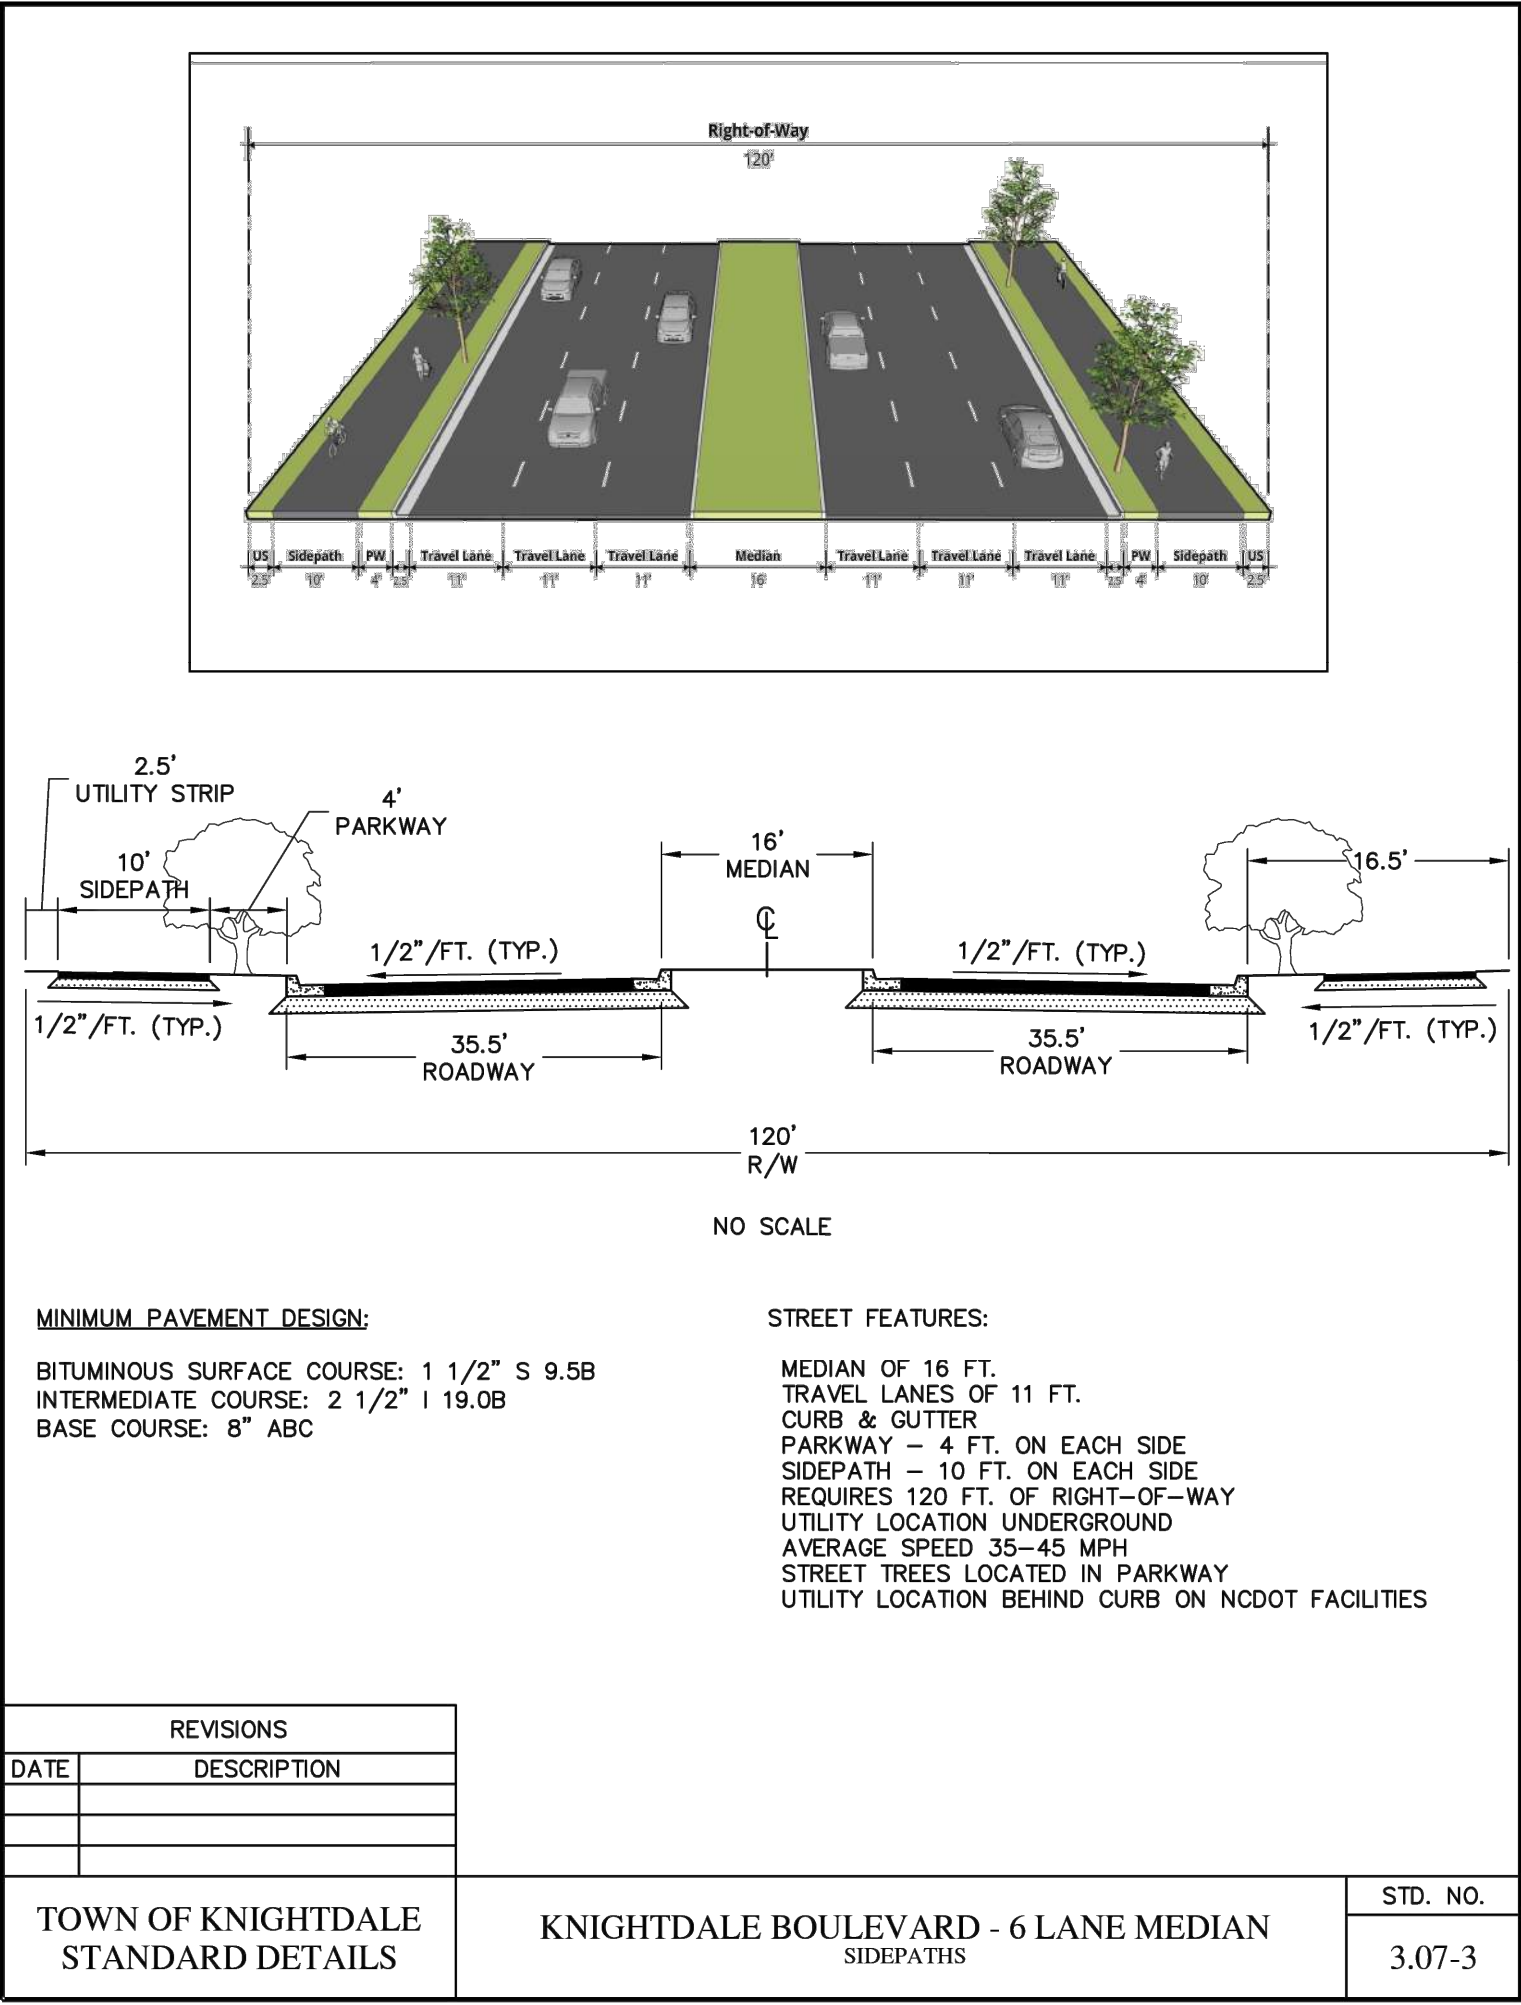 Right-of-Way
120'
US Sidepath PW Travel Lane Travel Lane Travel Lane Median Travel Lane Travel Lane Travel Lane PW Sidepath US
2.5' 10' 4' 2.5' 11' 11' 11' 16' 11' 11' 11' 2.5' 4' 10' 2.5'
2.5'
UTILITY STRIP
4'
PARKWAY
10'
SIDEPATH
16'
MEDIAN
16.5'
CL
1/2"/FT. (TYP.)
1/2"/FT. (TYP.)
1/2"/FT. (TYP.)
1/2"/FT. (TYP.)
35.5'
ROADWAY
35.5'
ROADWAY
120'
R/W
NO SCALE
MINIMUM PAVEMENT DESIGN:
BITUMINOUS SURFACE COURSE: 1 1/2" S 9.5B
INTERMEDIATE COURSE: 2 1/2" I 19.0B
BASE COURSE: 8" ABC
STREET FEATURES:
MEDIAN OF 16 FT.
TRAVEL LANES OF 11 FT.
CURB & GUTTER
PARKWAY – 4 FT. ON EACH SIDE
SIDEPATH – 10 FT. ON EACH SIDE
REQUIRES 120 FT. OF RIGHT–OF–WAY
UTILITY LOCATION UNDERGROUND
AVERAGE SPEED 35–45 MPH
STREET TREES LOCATED IN PARKWAY
UTILITY LOCATION BEHIND CURB ON NCDOT FACILITIES
REVISIONS
DATE DESCRIPTION
TOWN OF KNIGHTDALE
STANDARD DETAILS
KNIGHTDALE BOULEVARD - 6 LANE MEDIAN
SIDEPATHS
STD. NO.
3.07-3